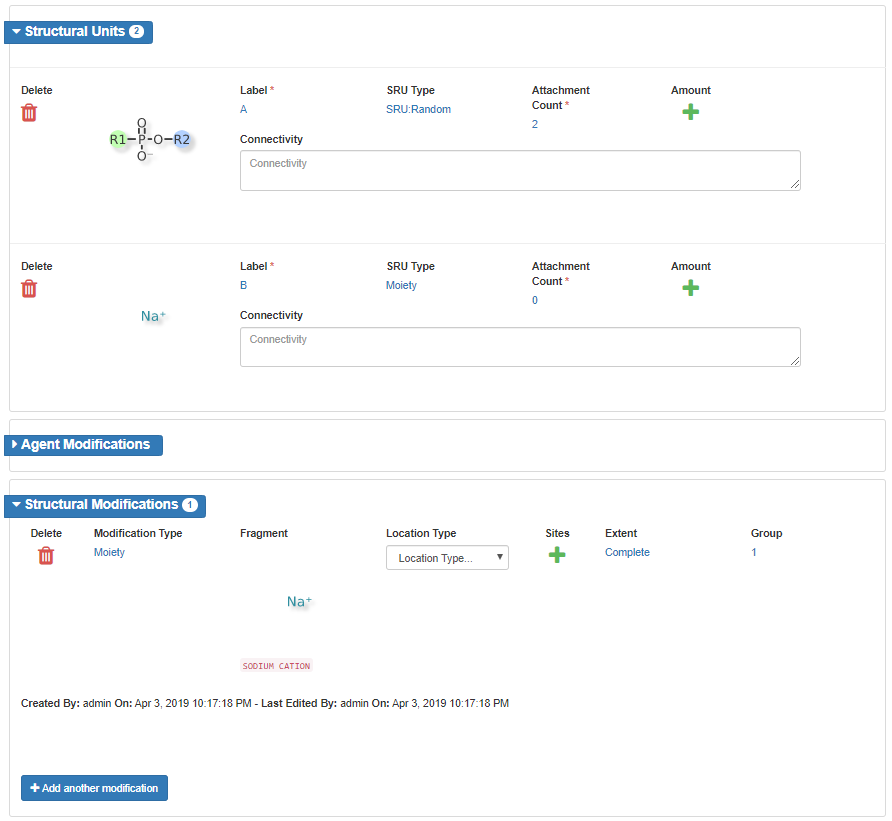 Structural Units 2
Delete Label * SRU Type Attachment Count * Amount
A SRU:Random 2
O
R1-P-O-R2
O⁻
Connectivity
Connectivity
Delete Label * SRU Type Attachment Count * Amount
B Moiety 0
Na⁺
Connectivity
Connectivity
Agent Modifications
Structural Modifications 1
Delete Modification Type Fragment Location Type Sites Extent Group
Moiety Location Type... Complete 1
Na⁺
SODIUM CATION
Created By: admin On: Apr 3, 2019 10:17:18 PM - Last Edited By: admin On: Apr 3, 2019 10:17:18 PM
Add another modification